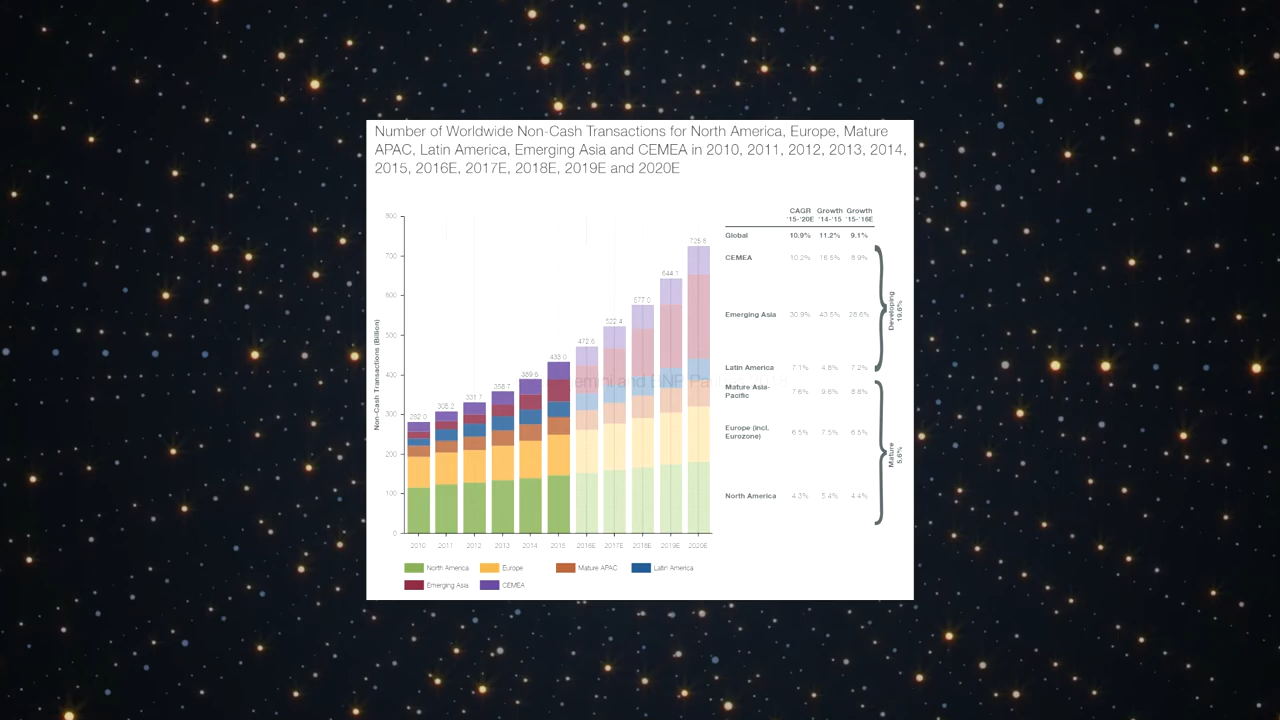 Number of Worldwide Non-Cash Transactions for North America, Europe, Mature
APAC, Latin America, Emerging Asia and CEMEA in 2010, 2011, 2012, 2013, 2014,
2015, 2016E, 2017E, 2018E, 2019E and 2020E
CAGR Growth Growth
'15-'20E '14-'15 '15-'16E
Global 10.9% 11.2% 9.1%
CEMEA 10.2% 16.5% 8.9%
Emerging Asia 30.9% 43.5% 28.6%
Latin America 7.1% 4.8% 7.2%
Mature Asia-
Pacific 7.6% 9.6% 8.8%
Europe (incl.
Eurozone) 6.5% 7.5% 6.5%
North America 4.3% 5.4% 4.4%
Developing
19.6%
Mature
5.6%
Non-Cash Transactions (Billion)
800
700
600
500
400
300
200
100
0
282.0
308.2
331.7
358.7
389.6
433.0
472.6
522.4
577.0
644.1
725.8
emini and BNP Pa
2010 2011 2012 2013 2014 2015 2016E 2017E 2018E 2019E 2020E
North America Europe Mature APAC Latin America
Emerging Asia CEMEA